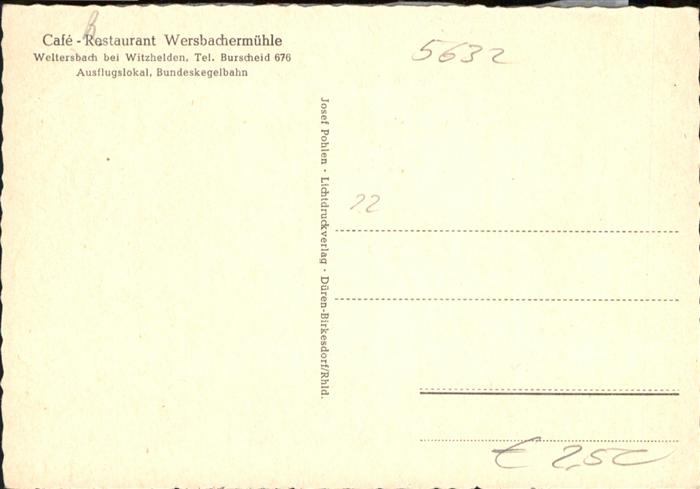 Café - Restaurant Wersbachermühle
Weltersbach bei Witzhelden, Tel. Burscheid 676
Ausflugslokal, Bundeskegelbahn
5632
Josef Pohlen · Lichtdruckverlag · Düren-Birkesdorf/Rhld.
22
€ 2,50